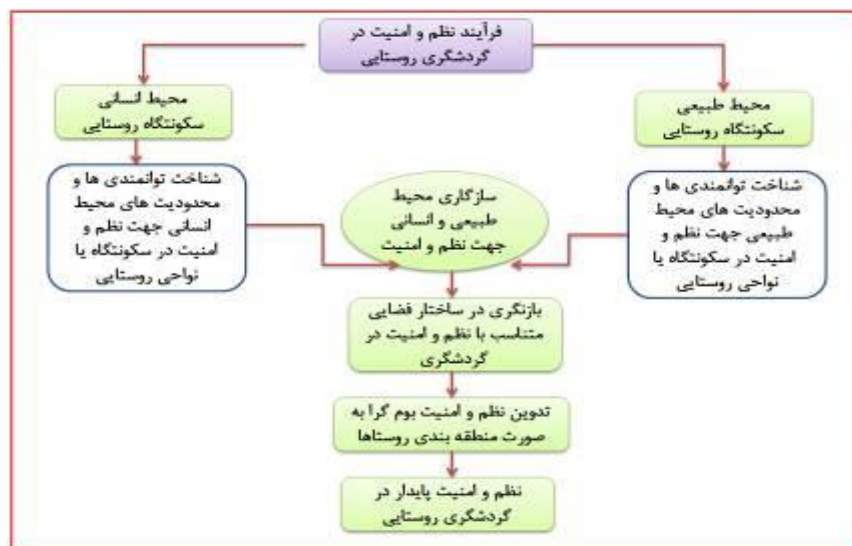 فرآیند نظم و امنیت در
گردشگری روستایی
محیط طبیعی
سکونتگاه روستایی
محیط انسانی
سکونتگاه روستایی
شناخت توانمندی ها و
محدودیت های محیط
طبیعی جهت نظم و
امنیت در سکونتگاه یا
نواحی روستایی
شناخت توانمندی ها و
محدودیت های محیط
انسانی جهت نظم و
امنیت در سکونتگاه یا
نواحی روستایی
سازگاری محیط
طبیعی و انسانی
جهت نظم و امنیت
بازنگری در ساختار فضایی
متناسب با نظم و امنیت در
گردشگری
تدوین نظم و امنیت بوم گرا به
صورت منطقه بندی روستاها
نظم و امنیت پایدار در
گردشگری روستایی